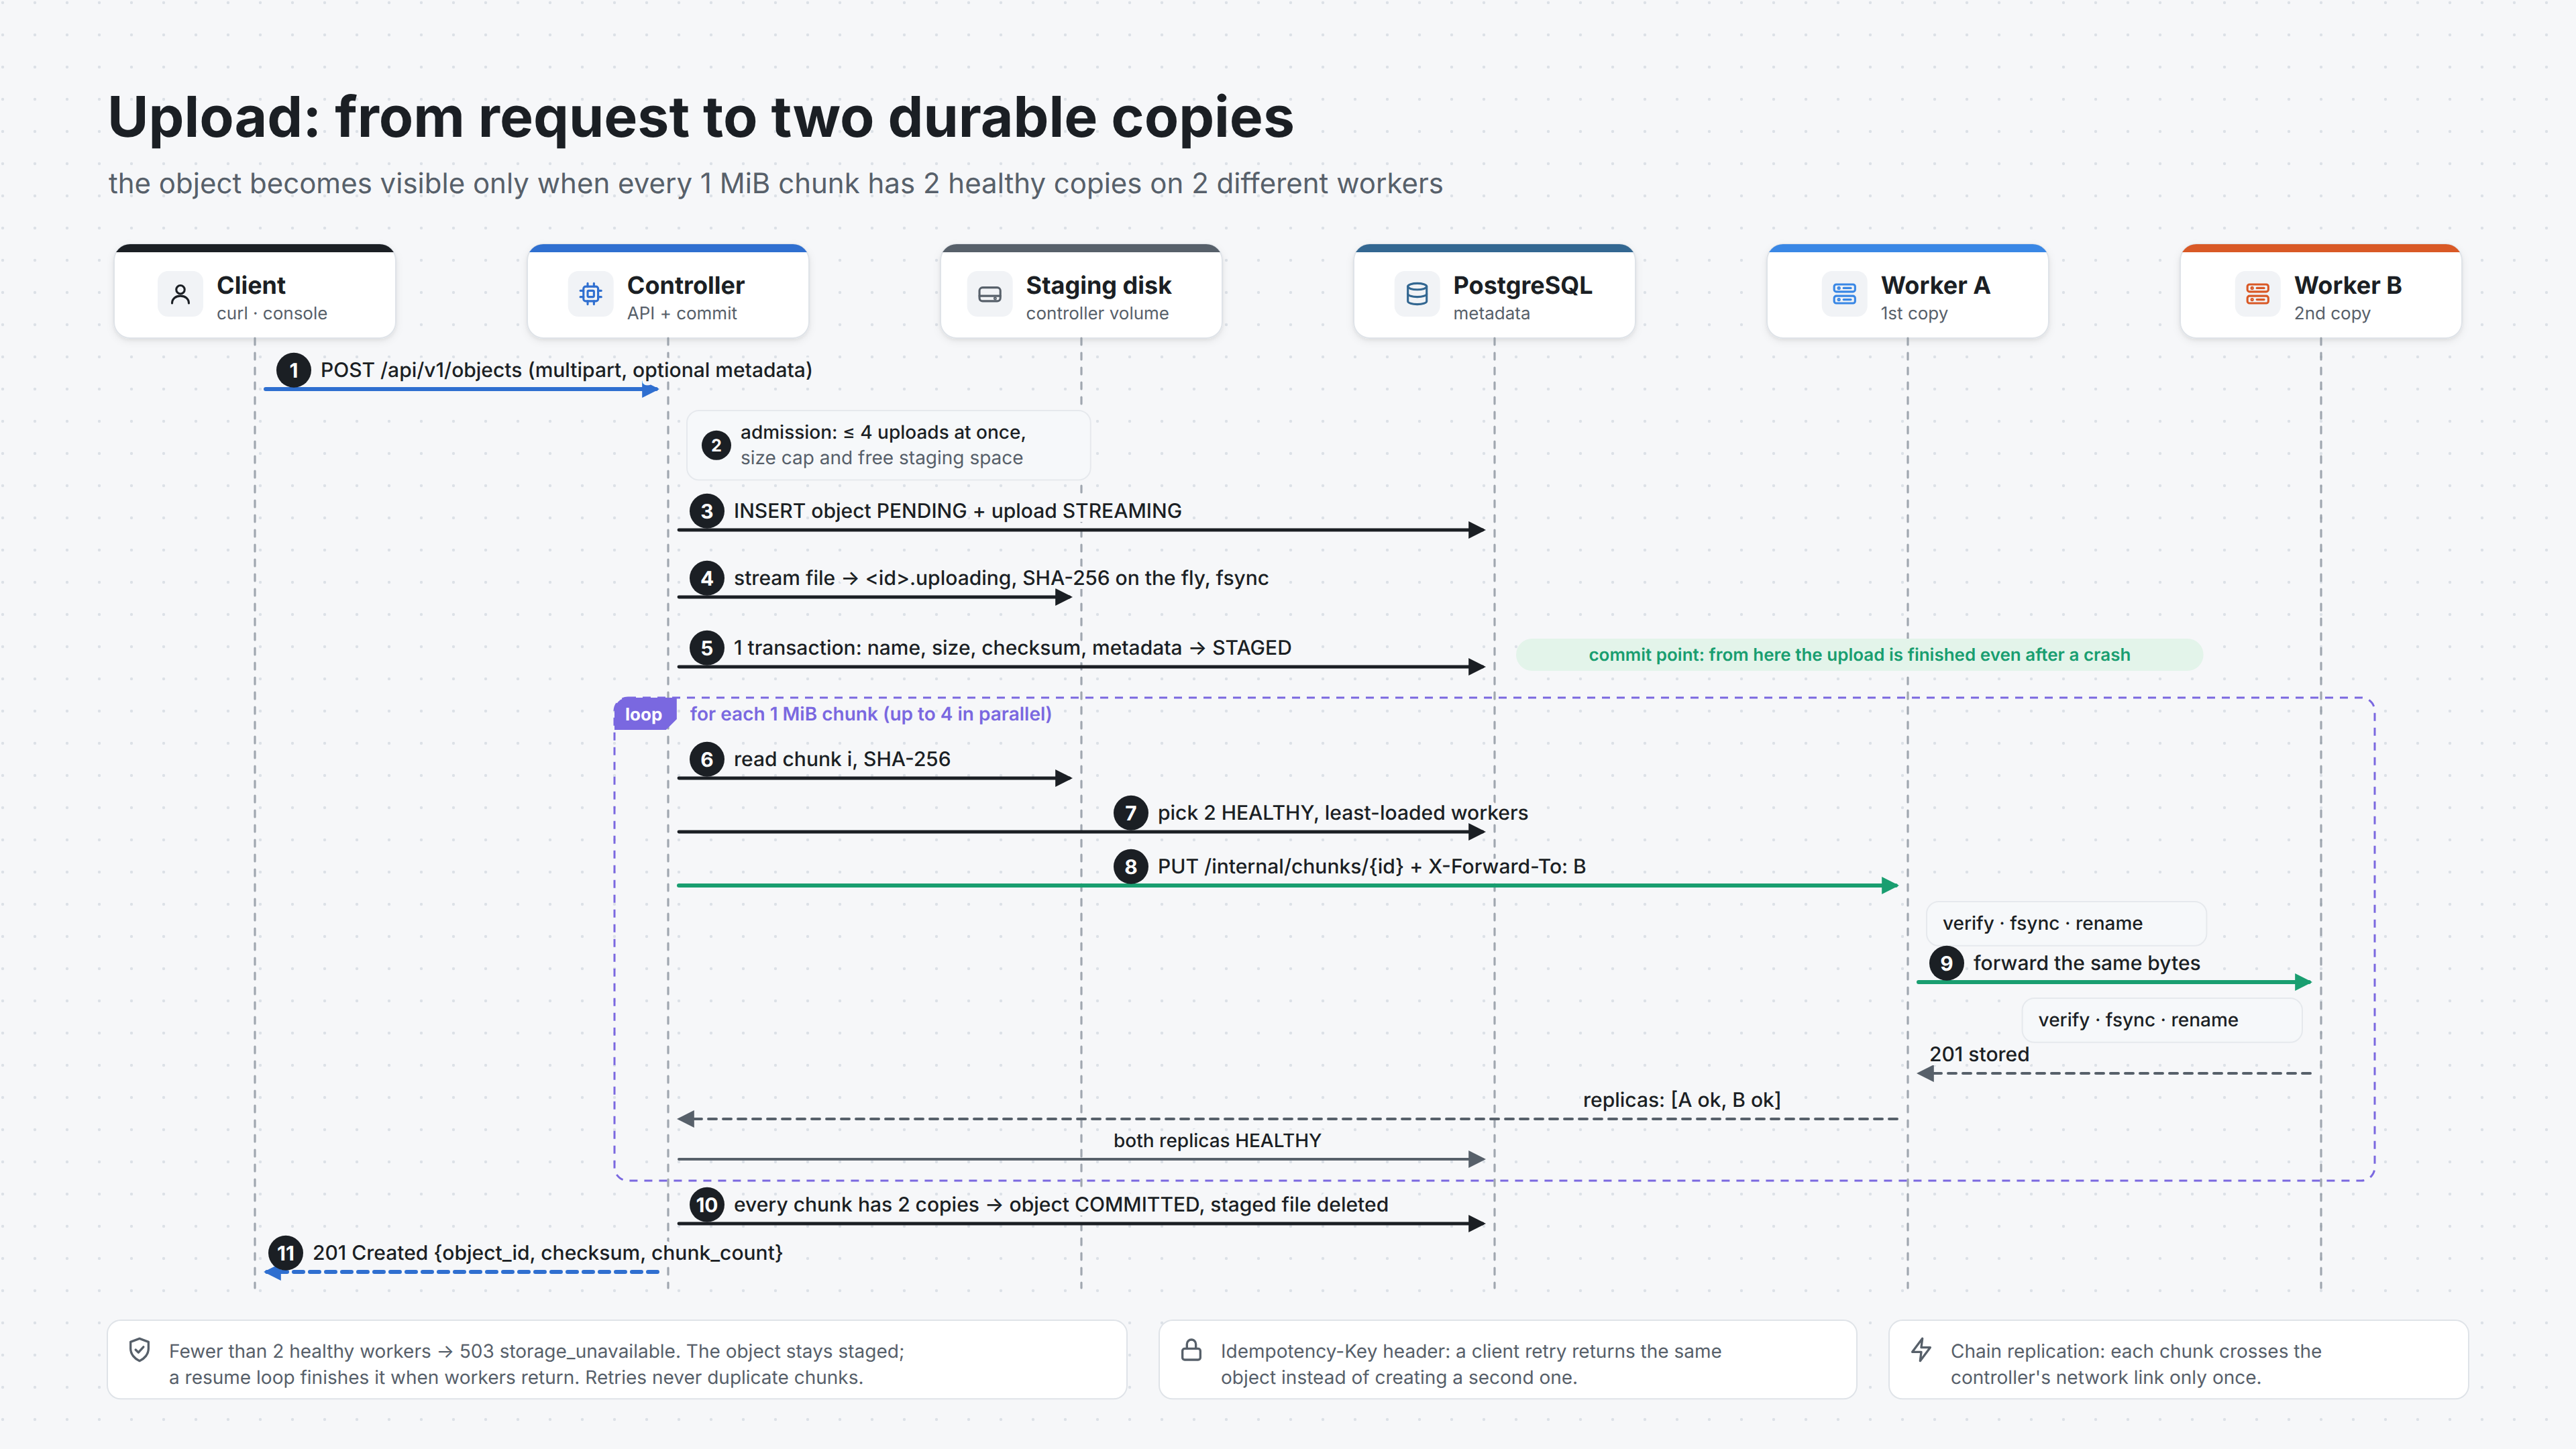 Upload: from request to two durable copies
the object becomes visible only when every 1 MiB chunk has 2 healthy copies on 2 different workers
Client
curl · console
Controller
API + commit
Staging disk
controller volume
PostgreSQL
metadata
Worker A
1st copy
Worker B
2nd copy
1 POST /api/v1/objects (multipart, optional metadata)
2 admission: ≤ 4 uploads at once,
size cap and free staging space
3 INSERT object PENDING + upload STREAMING
4 stream file → <id>.uploading, SHA-256 on the fly, fsync
5 1 transaction: name, size, checksum, metadata → STAGED
commit point: from here the upload is finished even after a crash
loop for each 1 MiB chunk (up to 4 in parallel)
6 read chunk i, SHA-256
7 pick 2 HEALTHY, least-loaded workers
8 PUT /internal/chunks/{id} + X-Forward-To: B
verify · fsync · rename
9 forward the same bytes
verify · fsync · rename
201 stored
replicas: [A ok, B ok]
both replicas HEALTHY
10 every chunk has 2 copies → object COMMITTED, staged file deleted
11 201 Created {object_id, checksum, chunk_count}
Fewer than 2 healthy workers → 503 storage_unavailable. The object stays staged;
a resume loop finishes it when workers return. Retries never duplicate chunks.
Idempotency-Key header: a client retry returns the same
object instead of creating a second one.
Chain replication: each chunk crosses the
controller's network link only once.